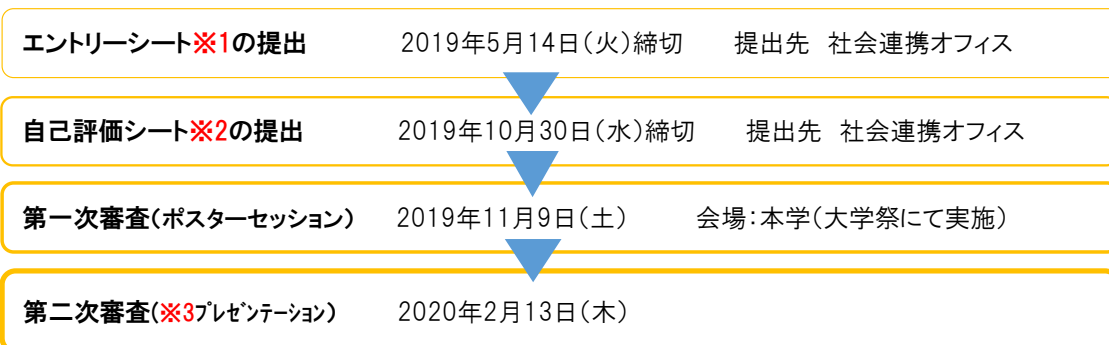 エントリーシート※1の提出 2019年5月14日(火)締切 提出先 社会連携オフィス
自己評価シート※2の提出 2019年10月30日(水)締切 提出先 社会連携オフィス
第一次審査(ポスターセッション) 2019年11月9日(土) 会場:本学(大学祭にて実施)
第二次審査(※3プレゼンテーション) 2020年2月13日(木)